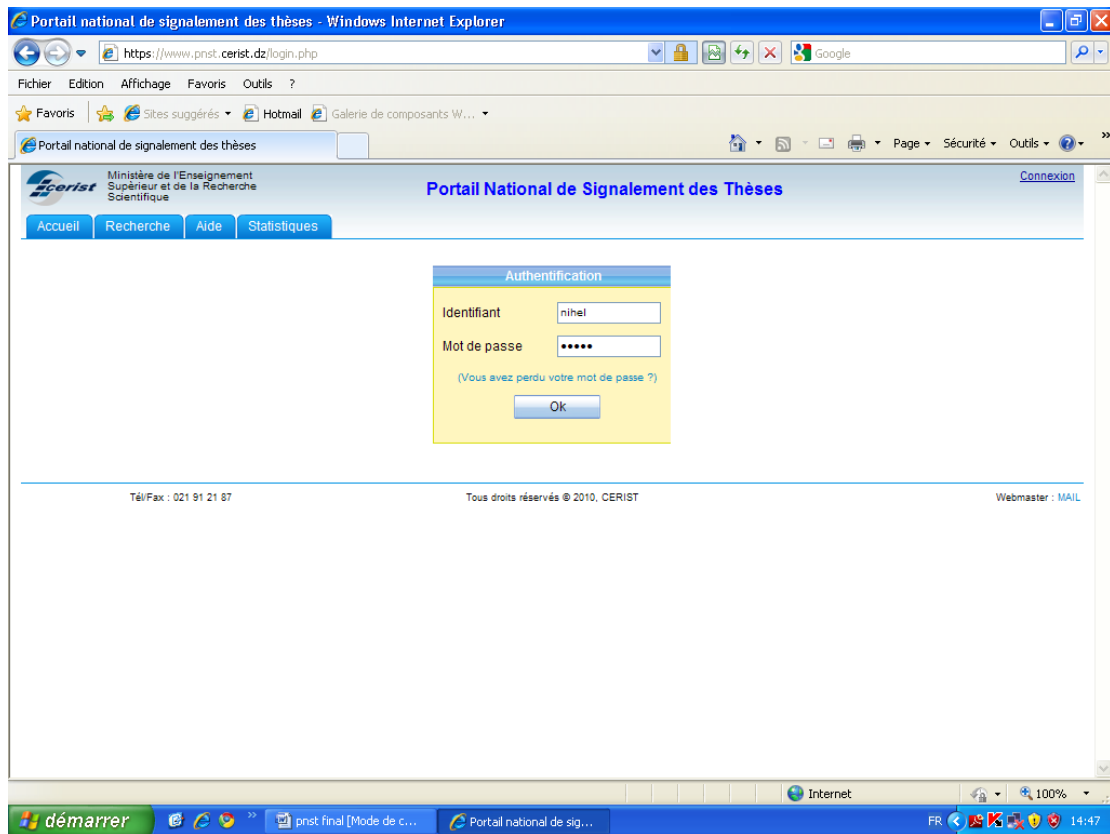 Portail national de signalement des thèses - Windows Internet Explorer
https://www.pnst.cerist.dz/login.php
Google
Fichier Edition Affichage Favoris Outils ?
Favoris Sites suggérés Hotmail Galerie de composants W...
Portail national de signalement des thèses
Page Sécurité Outils »
cerist
Ministère de l'Enseignement
Supèrieur et de la Recherche
Scientifique
Portail National de Signalement des Thèses
Connexion
Accueil Recherche Aide Statistiques
Authentification
Identifiant nihel
Mot de passe •••••
(Vous avez perdu votre mot de passe ?)
Ok
Tél/Fax : 021 91 21 87 Tous droits réservés © 2010, CERIST Webmaster : MAIL
Internet 100%
démarrer » pnst final [Mode de c... Portail national de sig... FR 14:47